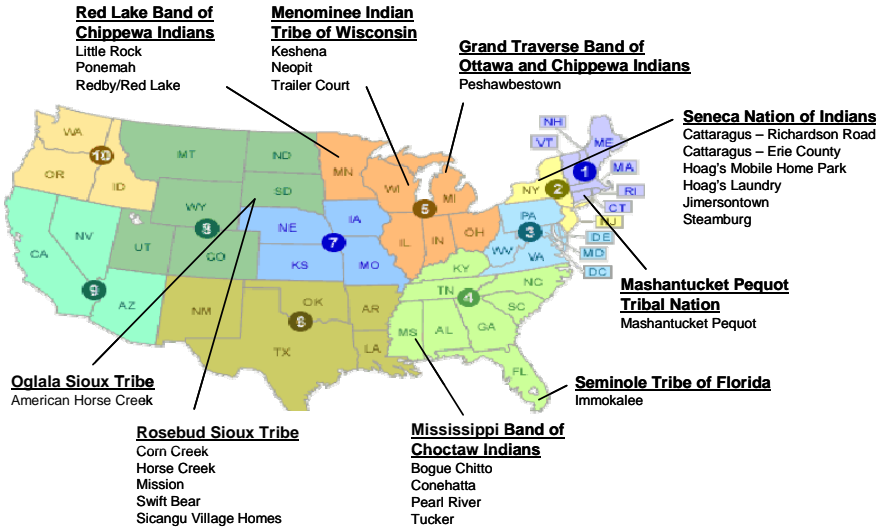 Red Lake Band of
Chippewa Indians
Little Rock
Ponemah
Redby/Red Lake
Menominee Indian
Tribe of Wisconsin
Keshena
Neopit
Trailer Court
Grand Traverse Band of
Ottawa and Chippewa Indians
Peshawbestown
Seneca Nation of Indians
Cattaragus – Richardson Road
Cattaragus – Erie County
Hoag's Mobile Home Park
Hoag's Laundry
Jimersontown
Steamburg
Mashantucket Pequot
Tribal Nation
Mashantucket Pequot
Seminole Tribe of Florida
Immokalee
Mississippi Band of
Choctaw Indians
Bogue Chitto
Conehatta
Pearl River
Tucker
Rosebud Sioux Tribe
Corn Creek
Horse Creek
Mission
Swift Bear
Sicangu Village Homes
Oglala Sioux Tribe
American Horse Creek
WA
OR
ID
10
MT
ND
SD
WY
UT
CO
8
CA
NV
AZ
9
NE
IA
KS
MO
7
NM
OK
AR
TX
LA
MN
WI
MI
IL
IN
OH
5
KY
TN
NC
SC
MS
AL
GA
FL
4
PA
WV
VA
3
DE
MD
DC
NY
NJ
2
NH
VT
ME
MA
RI
CT
1